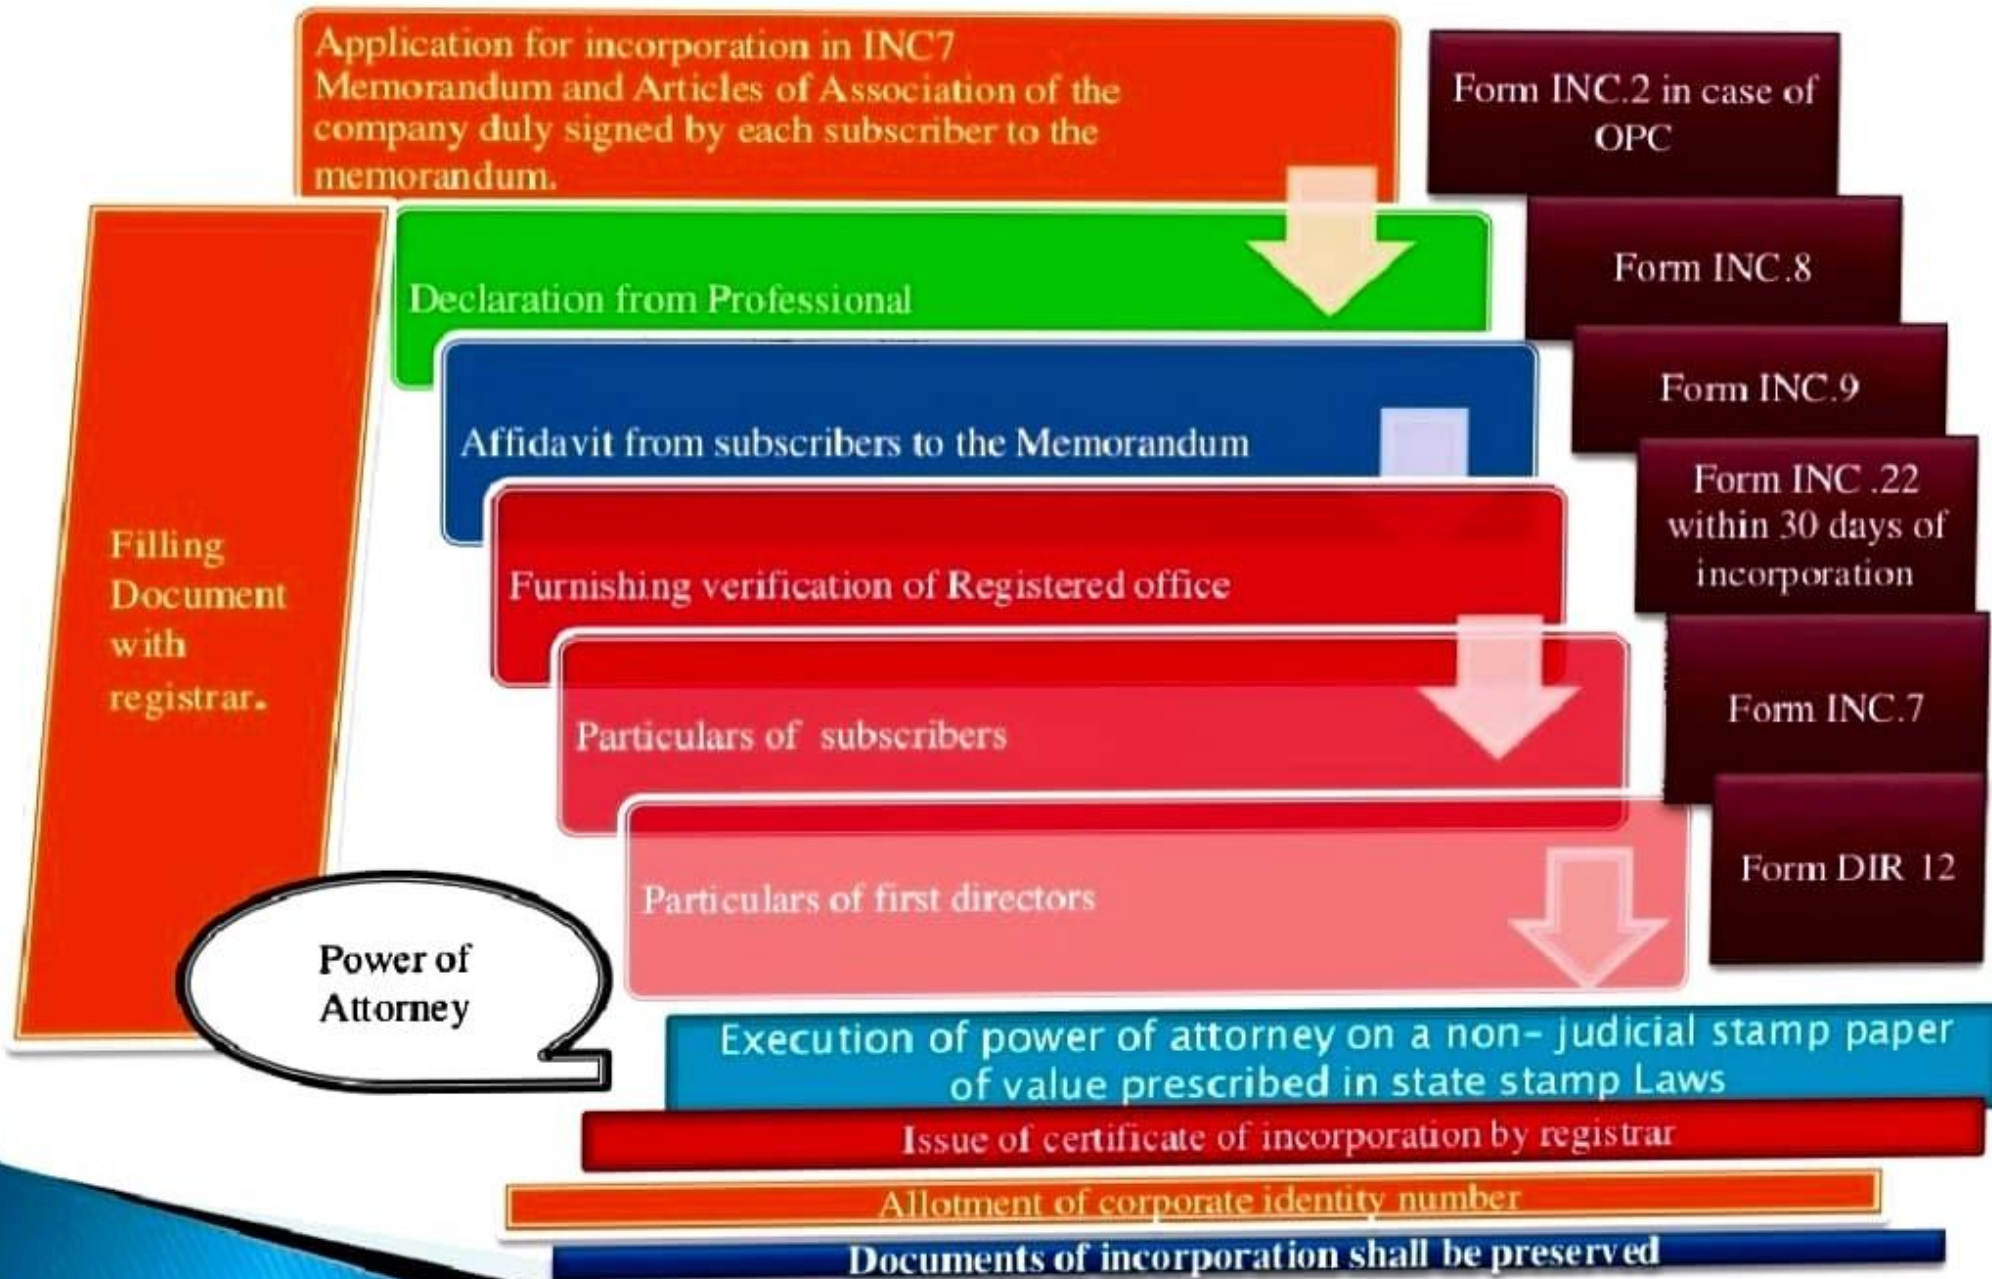 Application for incorporation in INC7
Memorandum and Articles of Association of the
company duly signed by each subscriber to the
memorandum.
Form INC.2 in case of
OPC
Declaration from Professional
Form INC.8
Affidavit from subscribers to the Memorandum
Form INC.9
Furnishing verification of Registered office
Form INC .22
within 30 days of
incorporation
Particulars of subscribers
Form INC.7
Particulars of first directors
Form DIR 12
Filling
Document
with
registrar.
Power of
Attorney
Execution of power of attorney on a non- judicial stamp paper
of value prescribed in state stamp Laws
Issue of certificate of incorporation by registrar
Allotment of corporate identity number
Documents of incorporation shall be preserved